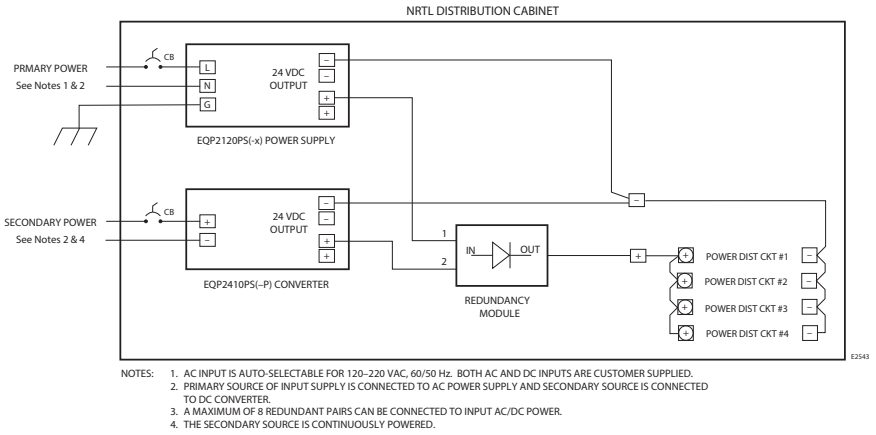 NRTL DISTRIBUTION CABINET
PRMARY POWER
See Notes 1 & 2
CB
L
N
G
24 VDC
OUTPUT
–
–
+
+
EQP2120PS(-x) POWER SUPPLY
SECONDARY POWER
See Notes 2 & 4
CB
+
–
24 VDC
OUTPUT
–
–
+
+
EQP2410PS(–P) CONVERTER
1
2
IN
OUT
REDUNDANCY
MODULE
–
+
+ POWER DIST CKT #1 –
+ POWER DIST CKT #2 –
+ POWER DIST CKT #3 –
+ POWER DIST CKT #4 –
E2543
NOTES: 1. AC INPUT IS AUTO-SELECTABLE FOR 120–220 VAC, 60/50 Hz. BOTH AC AND DC INPUTS ARE CUSTOMER SUPPLIED.
2. PRIMARY SOURCE OF INPUT SUPPLY IS CONNECTED TO AC POWER SUPPLY AND SECONDARY SOURCE IS CONNECTED
TO DC CONVERTER.
3. A MAXIMUM OF 8 REDUNDANT PAIRS CAN BE CONNECTED TO INPUT AC/DC POWER.
4. THE SECONDARY SOURCE IS CONTINUOUSLY POWERED.